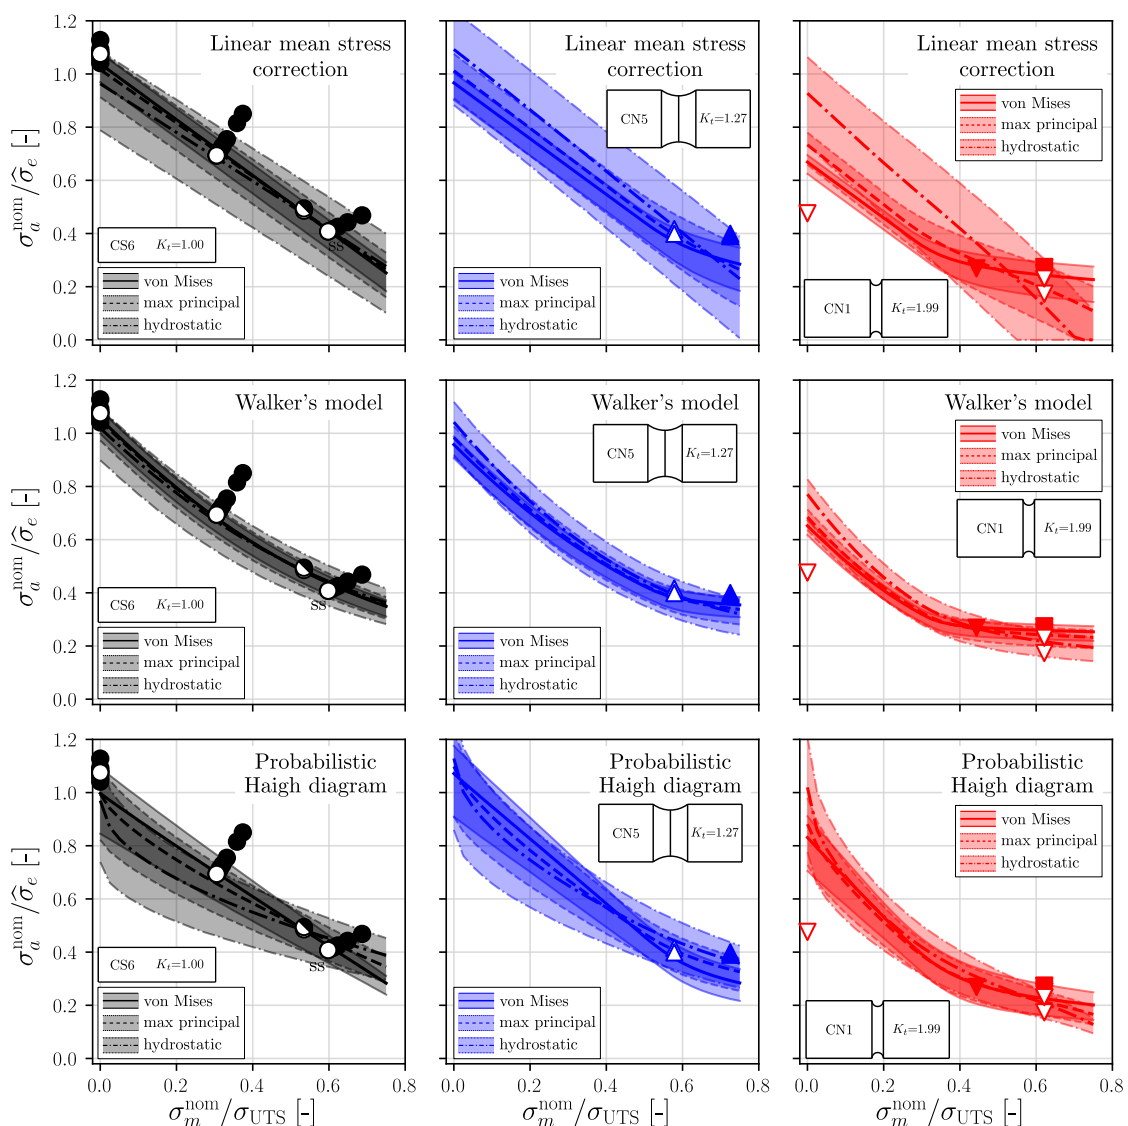 1.2
1.0
0.8
0.6
0.4
0.2
0.0
σ_a^nom/σ̂_e [-]
Linear mean stress
correction
SS
CS6 K_t=1.00
von Mises
max principal
hydrostatic
Linear mean stress
correction
CN5 K_t=1.27
von Mises
max principal
hydrostatic
Linear mean stress
correction
von Mises
max principal
hydrostatic
CN1 K_t=1.99
1.2
1.0
0.8
0.6
0.4
0.2
0.0
σ_a^nom/σ̂_e [-]
Walker's model
SS
CS6 K_t=1.00
von Mises
max principal
hydrostatic
Walker's model
CN5 K_t=1.27
von Mises
max principal
hydrostatic
Walker's model
von Mises
max principal
hydrostatic
CN1 K_t=1.99
1.2
1.0
0.8
0.6
0.4
0.2
0.0
σ_a^nom/σ̂_e [-]
Probabilistic
Haigh diagram
SS
CS6 K_t=1.00
von Mises
max principal
hydrostatic
0.0 0.2 0.4 0.6 0.8
σ_m^nom/σ_UTS [-]
Probabilistic
Haigh diagram
CN5 K_t=1.27
von Mises
max principal
hydrostatic
0.0 0.2 0.4 0.6 0.8
σ_m^nom/σ_UTS [-]
Probabilistic
Haigh diagram
von Mises
max principal
hydrostatic
CN1 K_t=1.99
0.0 0.2 0.4 0.6 0.8
σ_m^nom/σ_UTS [-]